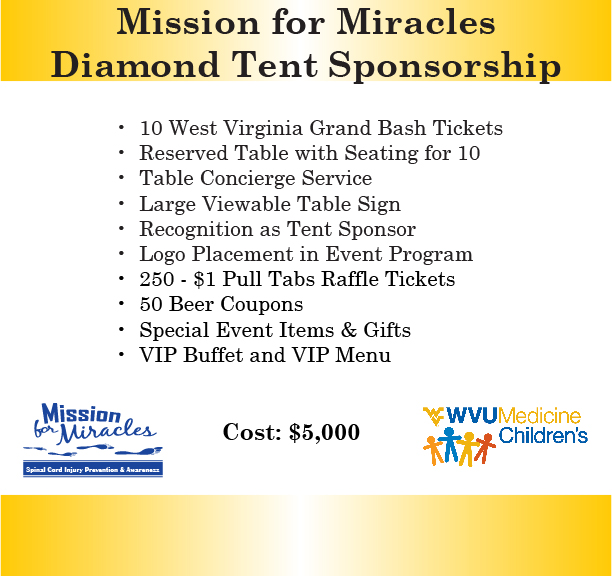 Mission for Miracles
Diamond Tent Sponsorship
• 10 West Virginia Grand Bash Tickets
• Reserved Table with Seating for 10
• Table Concierge Service
• Large Viewable Table Sign
• Recognition as Tent Sponsor
• Logo Placement in Event Program
• 250 - $1 Pull Tabs Raffle Tickets
• 50 Beer Coupons
• Special Event Items & Gifts
• VIP Buffet and VIP Menu
Mission
for Miracles
Spinal Cord Injury Prevention & Awareness
Cost: $5,000
WVUMedicine
Children's